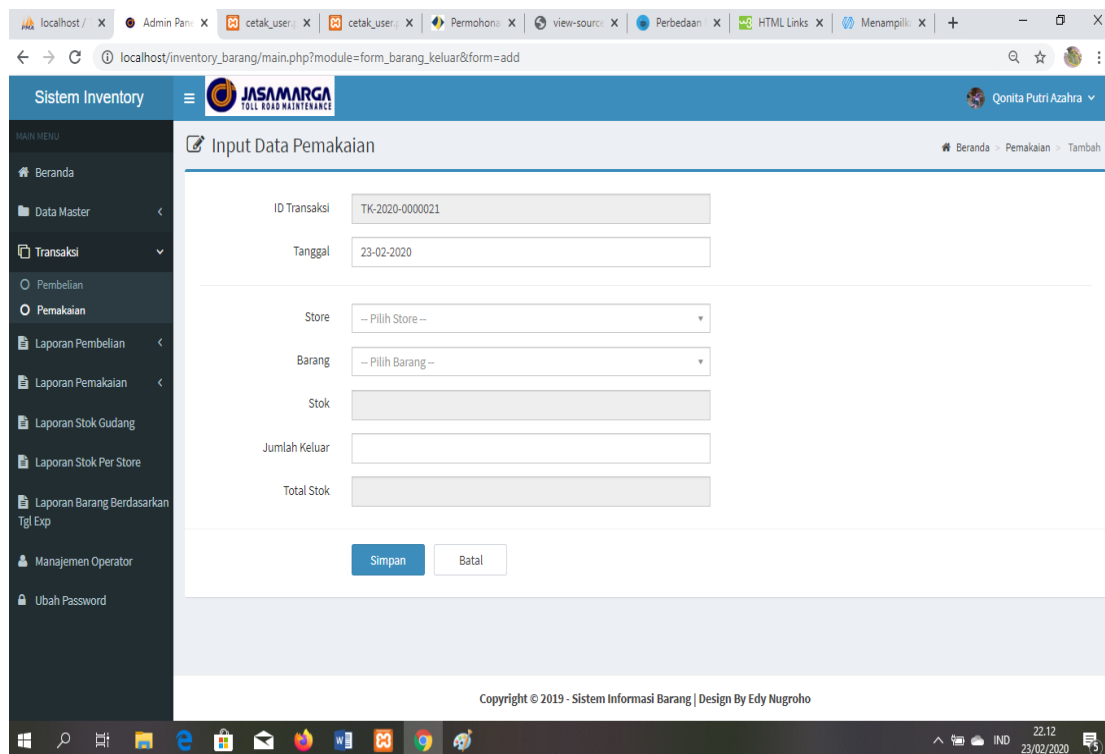 localhost /
Admin Pane
cetak_user.p
cetak_user.p
Permohona
view-source
Perbedaan
HTML Links
Menampilk
localhost/inventory_barang/main.php?module=form_barang_keluar&form=add
Sistem Inventory
JASAMARGA
TOLL ROAD MAINTENANCE
Qonita Putri Azahra
MAIN MENU
Input Data Pemakaian
Beranda > Pemakaian > Tambah
Beranda
Data Master
Transaksi
Pembelian
Pemakaian
Laporan Pembelian
Laporan Pemakaian
Laporan Stok Gudang
Laporan Stok Per Store
Laporan Barang Berdasarkan
Tgl Exp
Manajemen Operator
Ubah Password
ID Transaksi
TK-2020-0000021
Tanggal
23-02-2020
Store
-- Pilih Store --
Barang
-- Pilih Barang --
Stok
Jumlah Keluar
Total Stok
Simpan
Batal
Copyright © 2019 - Sistem Informasi Barang | Design By Edy Nugroho
IND
22.12
23/02/2020